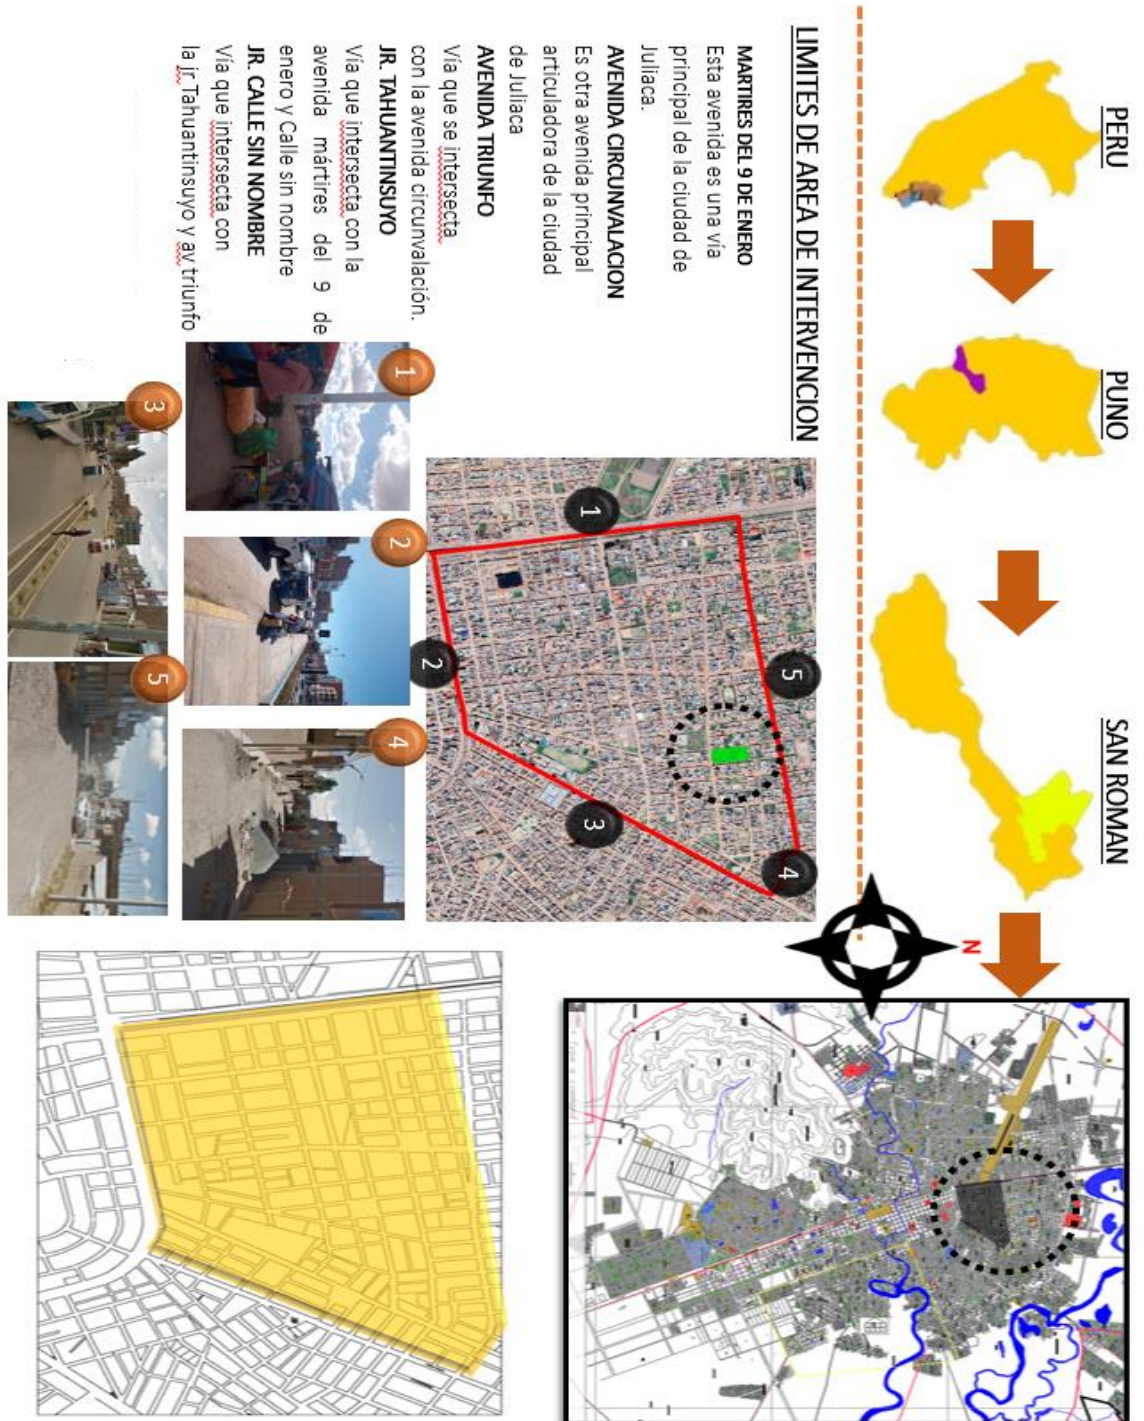 PERU
PUNO
SAN ROMAN
N
LIMITES DE AREA DE INTERVENCION
MARTIRES DEL 9 DE ENERO
Esta avenida es una vía
principal de la ciudad de
Juliaca.
AVENIDA CIRCUNVALACION
Es otra avenida principal
articuladora de la ciudad
de Juliaca
AVENIDA TRIUNFO
Vía que se intersecta
con la avenida circunvalación.
JR. TAHUANTINSUYO
Vía que intersecta con la
avenida mártires del 9 de
enero y Calle sin nombre
JR. CALLE SIN NOMBRE
Vía que intersecta con
la jr Tahuantinsuyo y av triunfo
1
2
3
4
5
1
2
3
4
5